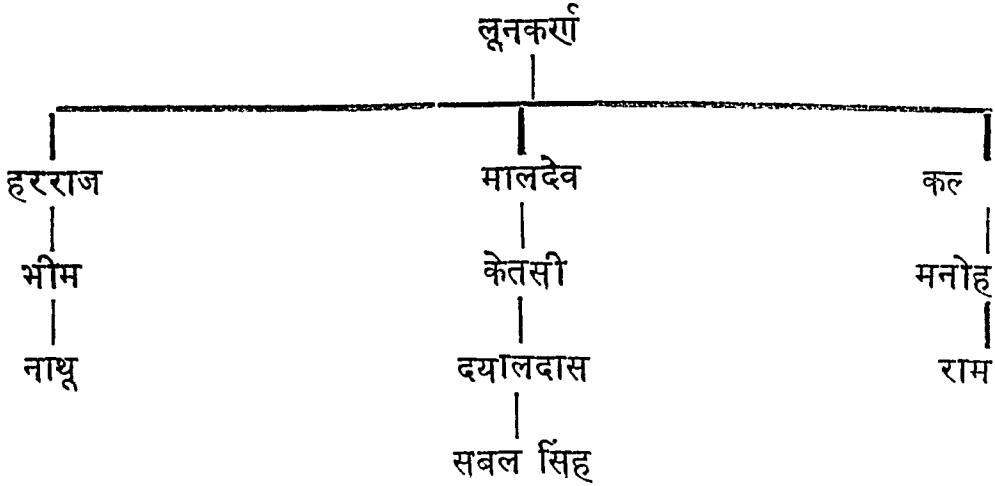 लूनकर्ण
हरराज मालदेव कल
भीम केतसी मनोह
नाथू दयालदास राम
सबल सिंह